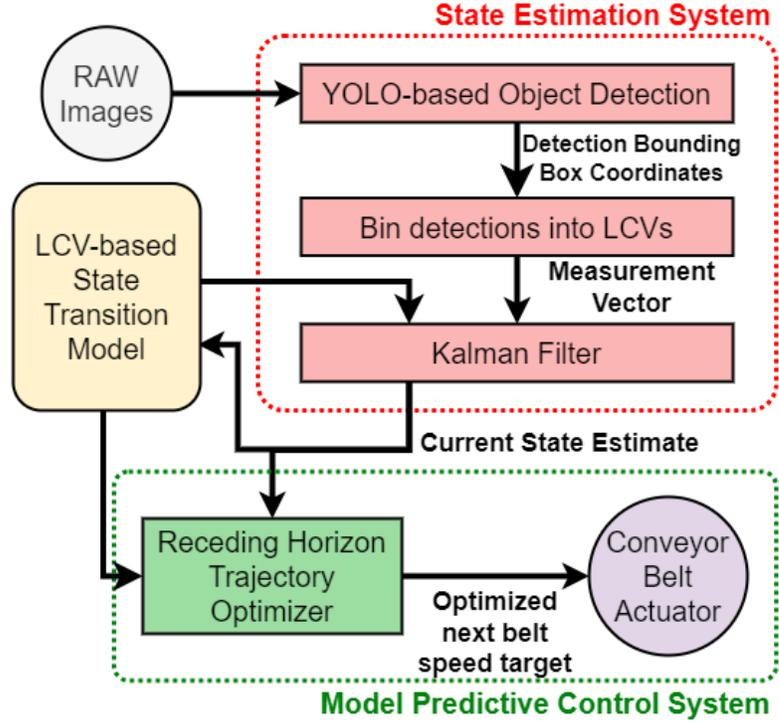 State Estimation System
RAW
Images
YOLO-based Object Detection
Detection Bounding
Box Coordinates
Bin detections into LCVs
LCV-based
State
Transition
Model
Measurement
Vector
Kalman Filter
Current State Estimate
Receding Horizon
Trajectory
Optimizer
Conveyor
Belt
Actuator
Optimized
next belt
speed target
Model Predictive Control System